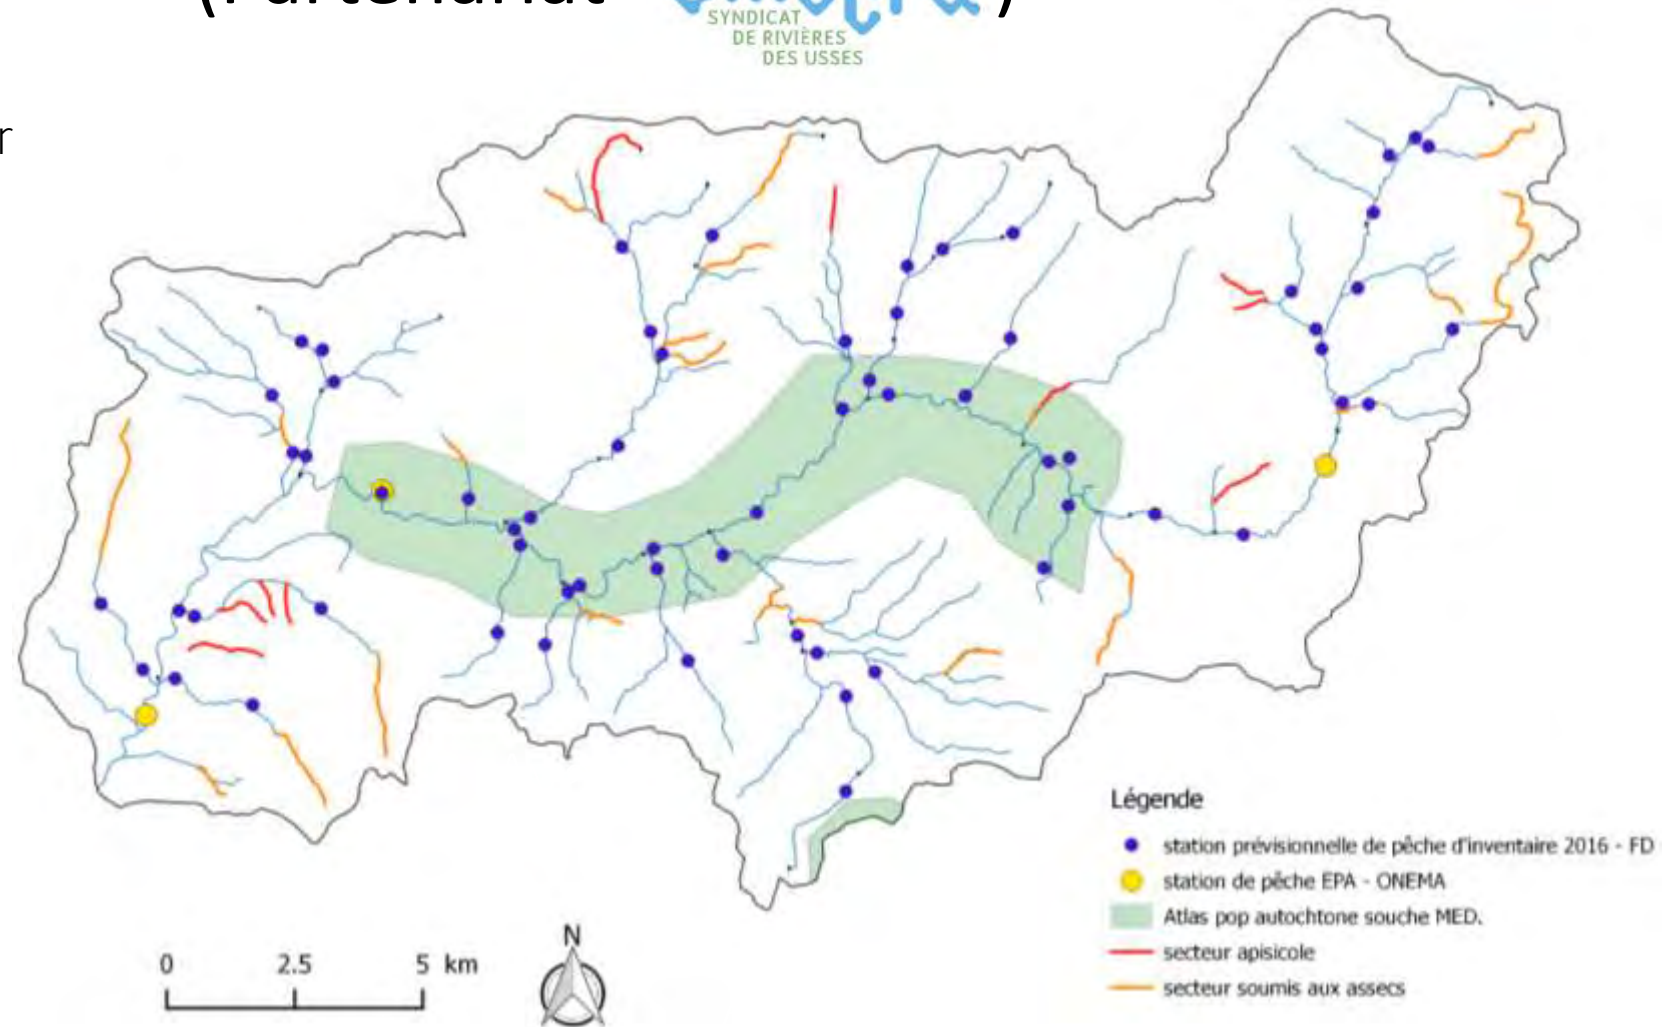 (Partenariat )
SYNDICAT
DE RIVIÈRES
DES USSES
r
Légende
station prévisionnelle de pêche d'inventaire 2016 - FD
station de pêche EPA - ONEMA
Atlas pop autochtone souche MED.
secteur apisicole
secteur soumis aux assecs
0 2.5 5 km
N